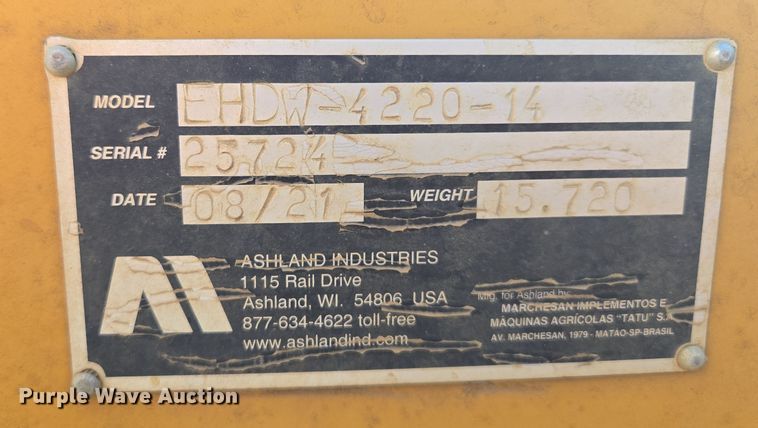 MODEL EHDW-4220-14
SERIAL # 25724
DATE 08/21 WEIGHT 15.720
ASHLAND INDUSTRIES
1115 Rail Drive
Ashland, WI. 54806 USA
877-634-4622 toll-free
www.ashlandind.com
Mfg. for Ashland by:
MARCHESAN IMPLEMENTOS E
MÁQUINAS AGRÍCOLAS "TATU" S.A
AV. MARCHESAN, 1979 - MATAO-SP-BRASIL
Purple Wave Auction